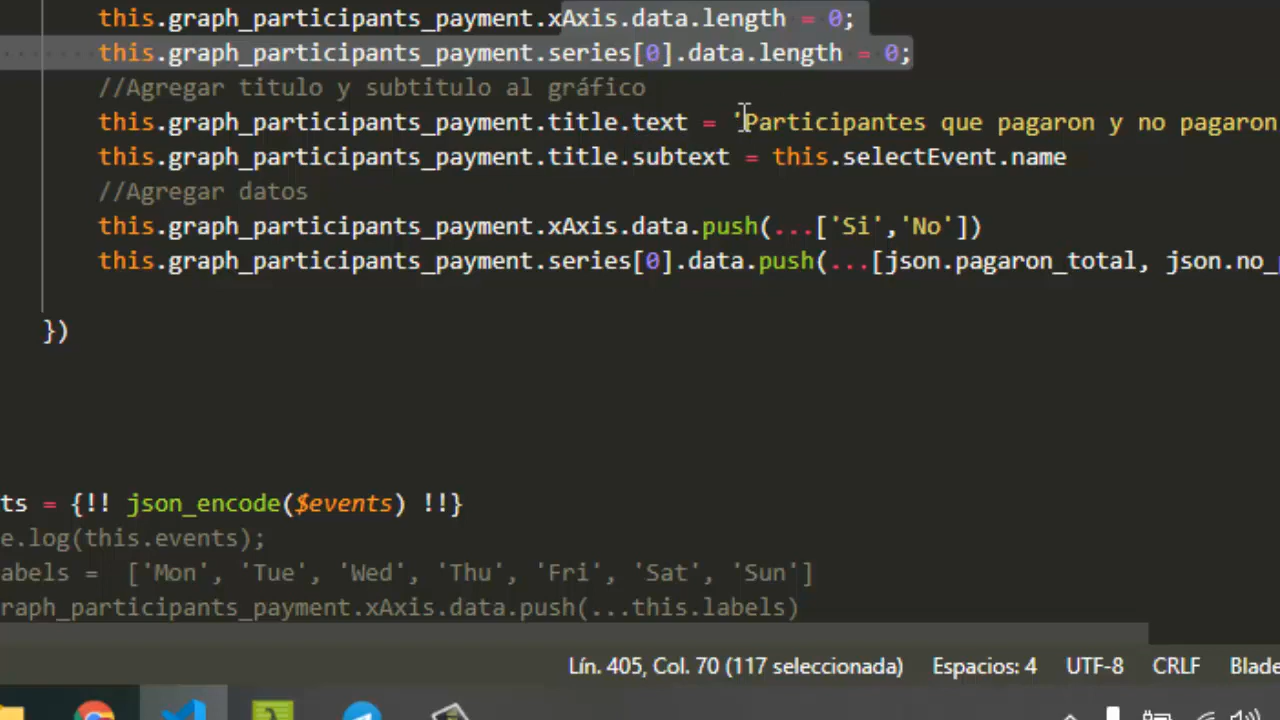 this.graph_participants_payment.xAxis.data.length = 0;
this.graph_participants_payment.series[0].data.length = 0;
//Agregar titulo y subtitulo al gráfico
this.graph_participants_payment.title.text = 'Participantes que pagaron y no pagaron
this.graph_participants_payment.title.subtext = this.selectEvent.name
//Agregar datos
this.graph_participants_payment.xAxis.data.push(...['Si','No'])
this.graph_participants_payment.series[0].data.push(...[json.pagaron_total, json.no_
})
ts = {!! json_encode($events) !!}
e.log(this.events);
abels = ['Mon', 'Tue', 'Wed', 'Thu', 'Fri', 'Sat', 'Sun']
raph_participants_payment.xAxis.data.push(...this.labels)
Lín. 405, Col. 70 (117 seleccionada) Espacios: 4 UTF-8 CRLF Blade